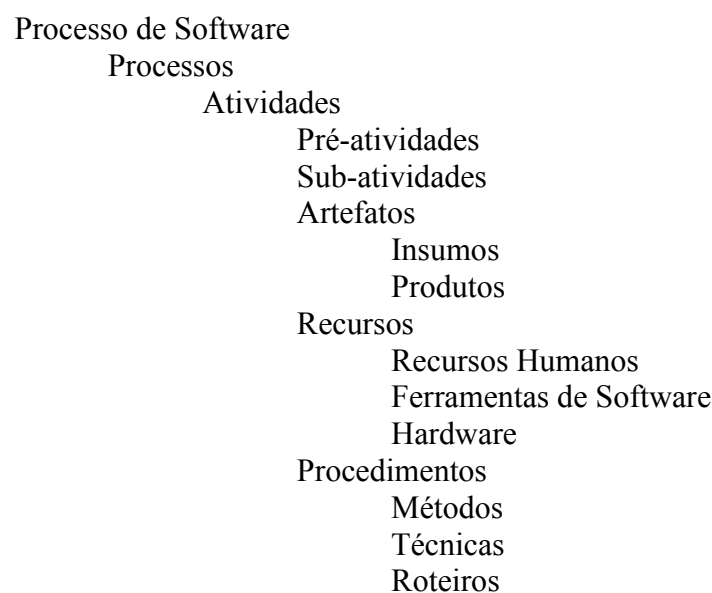 Processo de Software
Processos
Atividades
Pré-atividades
Sub-atividades
Artefatos
Insumos
Produtos
Recursos
Recursos Humanos
Ferramentas de Software
Hardware
Procedimentos
Métodos
Técnicas
Roteiros